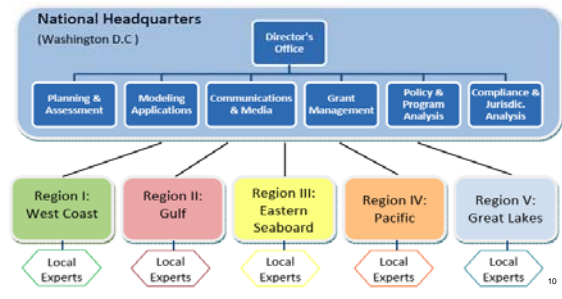 National Headquarters
(Washington D.C )
Director's
Office
Planning &
Assessment
Modeling
Applications
Communications
& Media
Grant
Management
Policy &
Program
Analysis
Compliance &
Jurisdic.
Analysis
Region I:
West Coast
Region II:
Gulf
Region III:
Eastern
Seaboard
Region IV:
Pacific
Region V:
Great Lakes
Local
Experts
Local
Experts
Local
Experts
Local
Experts
Local
Experts
10